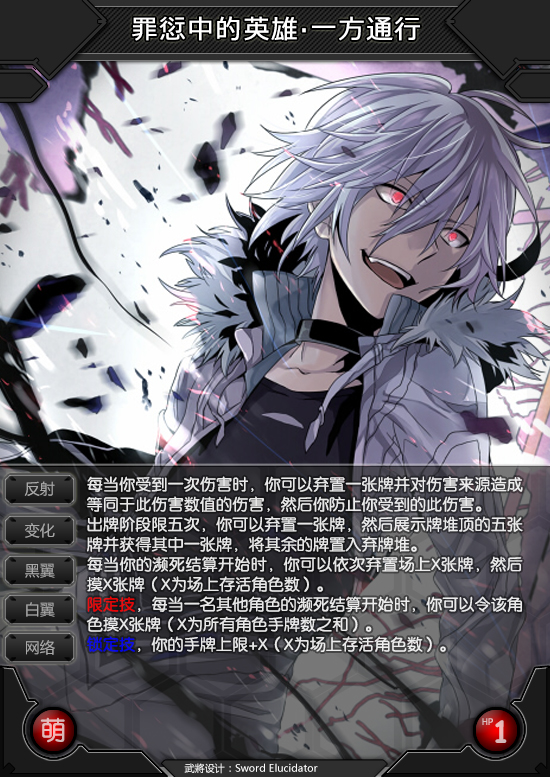 罪愆中的英雄·一方通行
反射
每当你受到一次伤害时，你可以弃置一张牌并对伤害来源造成
等同于此伤害数值的伤害，然后你防止你受到的此伤害。
变化
出牌阶段限五次，你可以弃置一张牌，然后展示牌堆顶的五张
牌并获得其中一张牌，将其余的牌置入弃牌堆。
黑翼
每当你的濒死结算开始时，你可以依次弃置场上X张牌，然后
摸X张牌（X为场上存活角色数）。
白翼
限定技，每当一名其他角色的濒死结算开始时，你可以令该角
色摸X张牌（X为所有角色手牌数之和）。
网络
锁定技，你的手牌上限+X（X为场上存活角色数）。
萌
HP 1
武将设计：Sword Elucidator